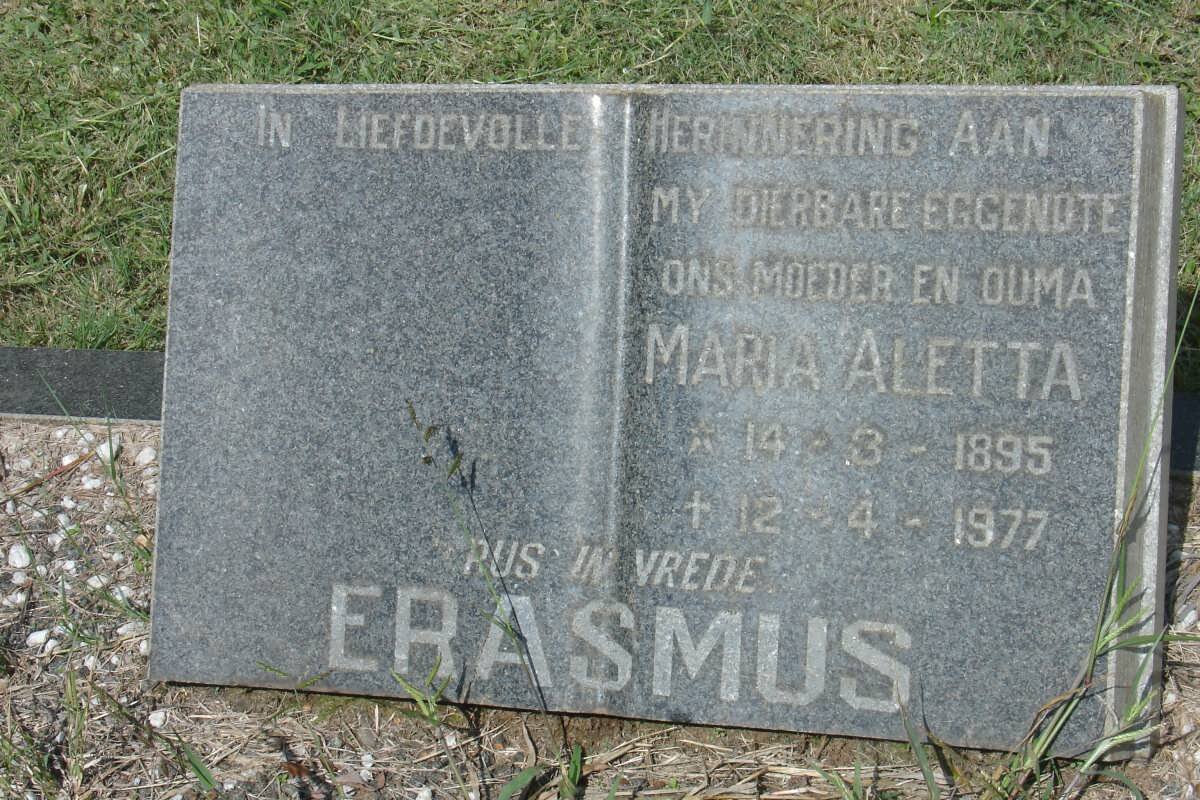 IN LIEFDEVOLLE HERINNERING AAN
MY DIERBARE EGGENOTE
ONS MOEDER EN OUMA
MARIA ALETTA
* 14 - 3 - 1895
† 12 - 4 - 1977
"RUS IN VREDE"
ERASMUS